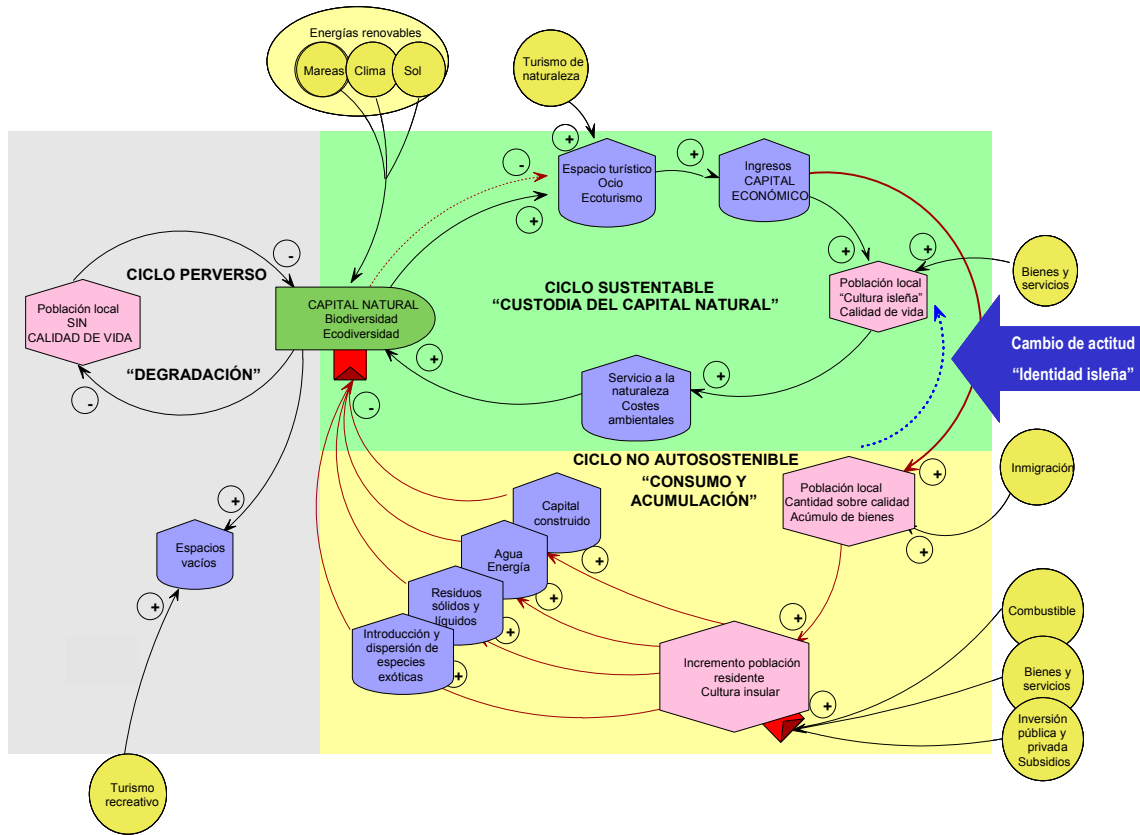 Energías renovables
Mareas
Clima
Sol
Turismo de
naturaleza
+
-
+
+
Espacio turístico
Ocio
Ecoturismo
+
Ingresos
CAPITAL
ECONÓMICO
-
CICLO PERVERSO
Población local
SIN
CALIDAD DE VIDA
“DEGRADACIÓN”
-
CAPITAL NATURAL
Biodiversidad
Ecodiversidad
CICLO SUSTENTABLE
“CUSTODIA DEL CAPITAL NATURAL”
+
+
Población local
“Cultura isleña”
Calidad de vida
Bienes y
servicios
Cambio de actitud
“Identidad isleña”
+
+
Servicio a la
naturaleza
Costes
ambientales
-
CICLO NO AUTOSOSTENIBLE
“CONSUMO Y
ACUMULACIÓN”
+
Población local
Cantidad sobre calidad
Acúmulo de bienes
+
Inmigración
+
Espacios
vacíos
+
Capital
construido
+
Agua
Energía
+
Residuos
sólidos y
líquidos
+
Introducción y
dispersión de
especies
exóticas
+
+
Incremento población
residente
Cultura insular
+
Combustible
Bienes y
servicios
Inversión
pública y
privada
Subsidios
Turismo
recreativo